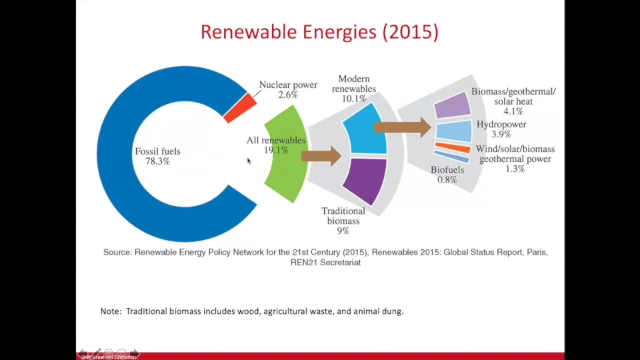 Renewable Energies (2015)
Nuclear power
2.6%
Fossil fuels
78.3%
All renewables
19.1%
Modern
renewables
10.1%
Traditional
biomass
9%
Biomass/geothermal/
solar heat
4.1%
Hydropower
3.9%
Wind/solar/biomass
geothermal power
1.3%
Biofuels
0.8%
Source: Renewable Energy Policy Network for the 21st Century (2015), Renewables 2015: Global Status Report, Paris,
REN21 Secretariat
Note: Traditional biomass includes wood, agricultural waste, and animal dung.